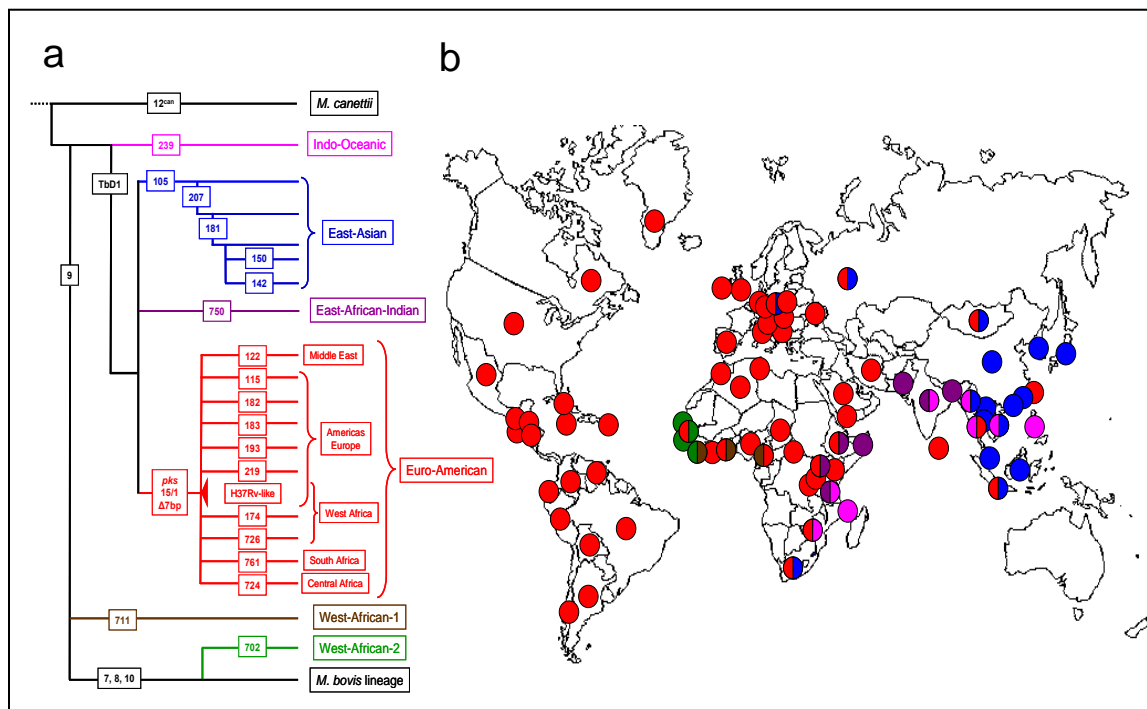 a
b
12ᶜᵃⁿ
M. canettii
239
Indo-Oceanic
TbD1
105
207
181
East-Asian
150
142
9
750
East-African-Indian
122
Middle East
115
182
183
Americas
Europe
193
219
Euro-American
pks
15/1
Δ7bp
H37Rv-like
174
West Africa
726
761
South Africa
724
Central Africa
711
West-African-1
702
West-African-2
7, 8, 10
M. bovis lineage